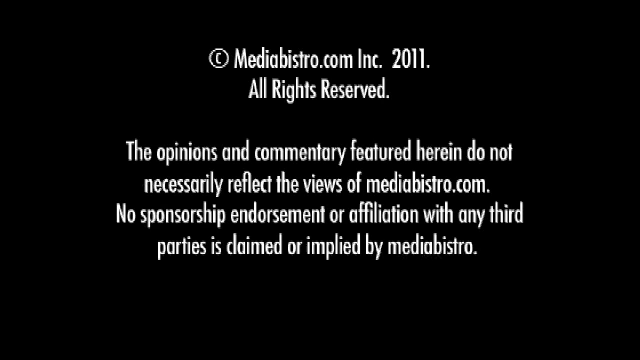 © Mediabistro.com Inc. 2011.
All Rights Reserved.
The opinions and commentary featured herein do not
necessarily reflect the views of mediabistro.com.
No sponsorship endorsement or affiliation with any third
parties is claimed or implied by mediabistro.